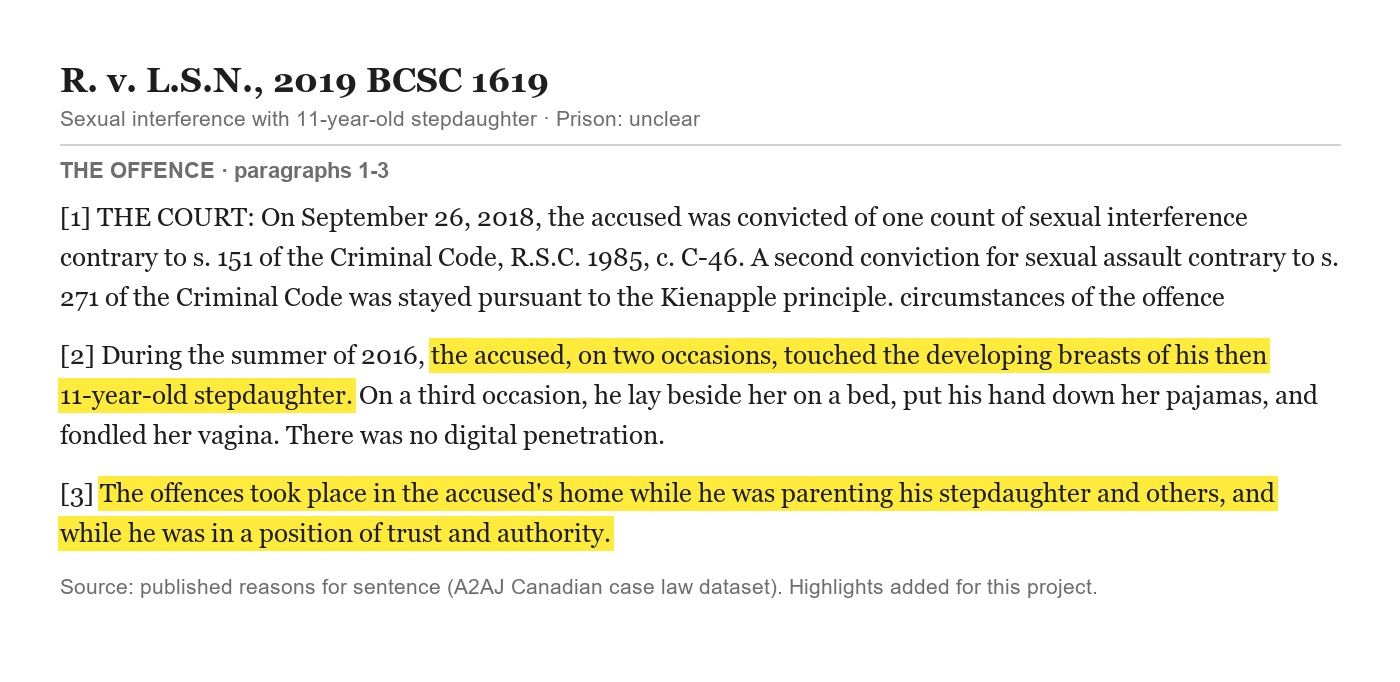 R. v. L.S.N., 2019 BCSC 1619
Sexual interference with 11-year-old stepdaughter · Prison: unclear
THE OFFENCE · paragraphs 1-3
[1] THE COURT: On September 26, 2018, the accused was convicted of one count of sexual interference
contrary to s. 151 of the Criminal Code, R.S.C. 1985, c. C-46. A second conviction for sexual assault contrary to s.
271 of the Criminal Code was stayed pursuant to the Kienapple principle. circumstances of the offence
[2] During the summer of 2016, the accused, on two occasions, touched the developing breasts of his then
11-year-old stepdaughter. On a third occasion, he lay beside her on a bed, put his hand down her pajamas, and
fondled her vagina. There was no digital penetration.
[3] The offences took place in the accused's home while he was parenting his stepdaughter and others, and
while he was in a position of trust and authority.
Source: published reasons for sentence (A2AJ Canadian case law dataset). Highlights added for this project.